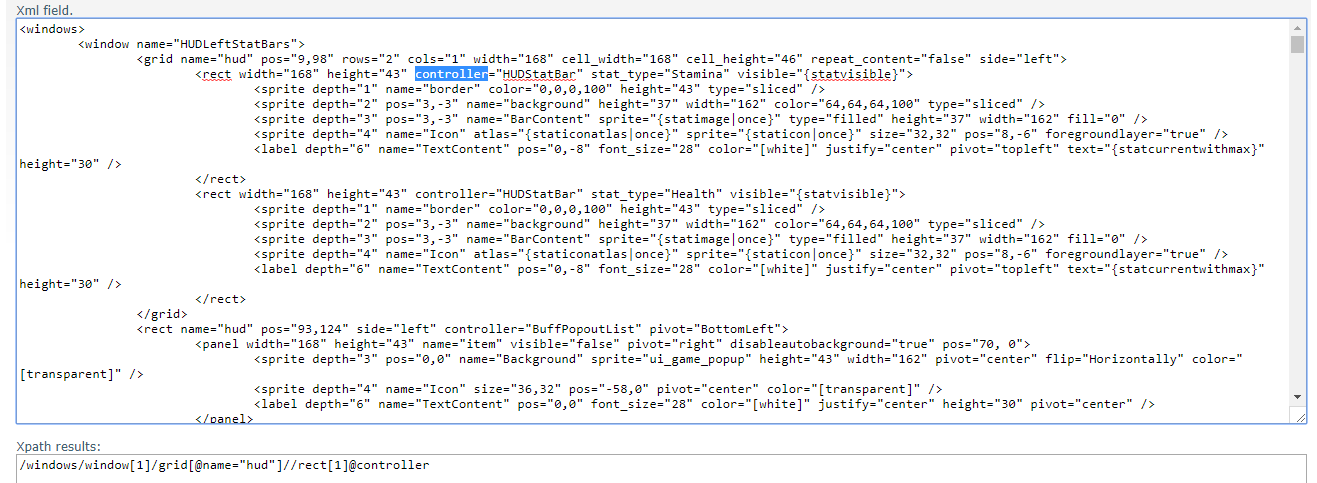 Xml field.
<windows>
<window name="HUDLeftStatBars">
<grid name="hud" pos="9,98" rows="2" cols="1" width="168" cell_width="168" cell_height="46" repeat_content="false" side="left">
<rect width="168" height="43" controller="HUDStatBar" stat_type="Stamina" visible="{statvisible}">
<sprite depth="1" name="border" color="0,0,0,100" height="43" type="sliced" />
<sprite depth="2" pos="3,-3" name="background" height="37" width="162" color="64,64,64,100" type="sliced" />
<sprite depth="3" pos="3,-3" name="BarContent" sprite="{statimage|once}" type="filled" height="37" width="162" fill="0" />
<sprite depth="4" name="Icon" atlas="{staticonatlas|once}" sprite="{staticon|once}" size="32,32" pos="8,-6" foregroundlayer="true" />
<label depth="6" name="TextContent" pos="0,-8" font_size="28" color="[white]" justify="center" pivot="topleft" text="{statcurrentwithmax}"
height="30" />
</rect>
<rect width="168" height="43" controller="HUDStatBar" stat_type="Health" visible="{statvisible}">
<sprite depth="1" name="border" color="0,0,0,100" height="43" type="sliced" />
<sprite depth="2" pos="3,-3" name="background" height="37" width="162" color="64,64,64,100" type="sliced" />
<sprite depth="3" pos="3,-3" name="BarContent" sprite="{statimage|once}" type="filled" height="37" width="162" fill="0" />
<sprite depth="4" name="Icon" atlas="{staticonatlas|once}" sprite="{staticon|once}" size="32,32" pos="8,-6" foregroundlayer="true" />
<label depth="6" name="TextContent" pos="0,-8" font_size="28" color="[white]" justify="center" pivot="topleft" text="{statcurrentwithmax}"
height="30" />
</rect>
</grid>
<rect name="hud" pos="93,124" side="left" controller="BuffPopoutList" pivot="BottomLeft">
<panel width="168" height="43" name="item" visible="false" pivot="right" disableautobackground="true" pos="70, 0">
<sprite depth="3" pos="0,0" name="Background" sprite="ui_game_popup" height="43" width="162" pivot="center" flip="Horizontally" color="
[transparent]" />
<sprite depth="4" name="Icon" size="36,32" pos="-58,0" pivot="center" color="[transparent]" />
<label depth="6" name="TextContent" pos="0,0" font_size="28" color="[white]" justify="center" height="30" pivot="center" />
</panel>
Xpath results:
/windows/window[1]/grid[@name="hud"]//rect[1]@controller